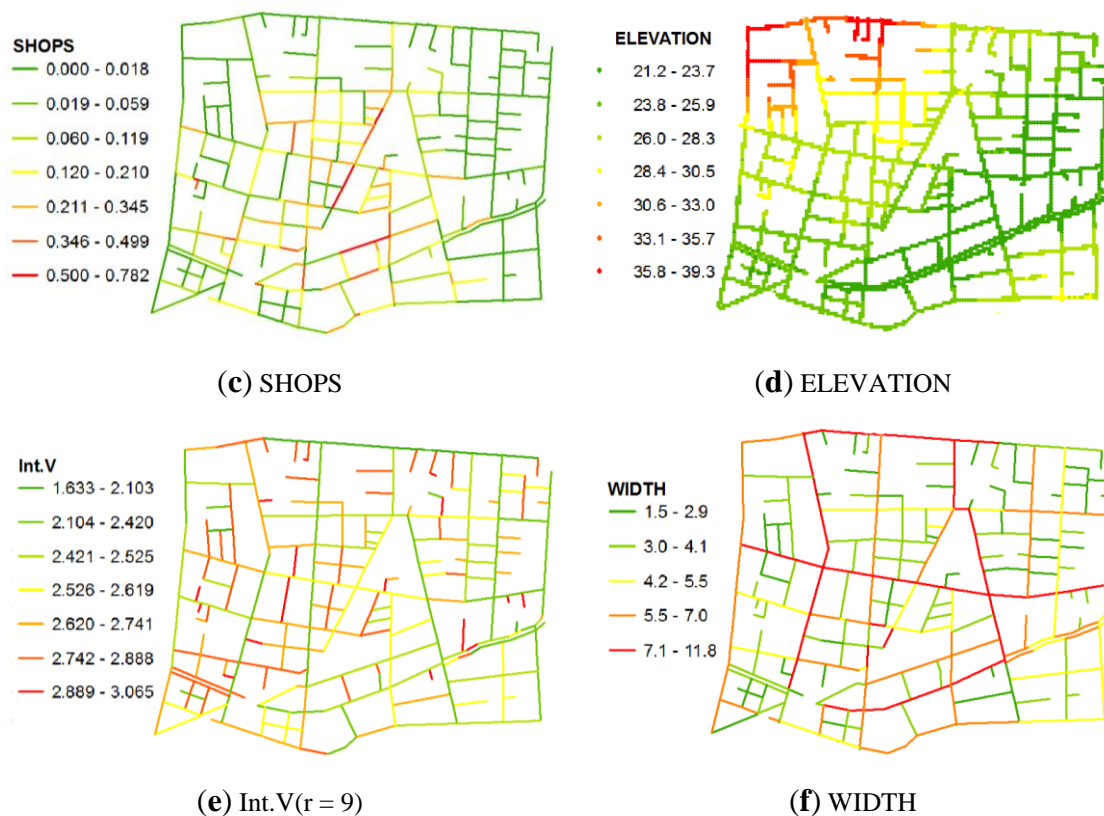 SHOPS
0.000 - 0.018
0.019 - 0.059
0.060 - 0.119
0.120 - 0.210
0.211 - 0.345
0.346 - 0.499
0.500 - 0.782
ELEVATION
21.2 - 23.7
23.8 - 25.9
26.0 - 28.3
28.4 - 30.5
30.6 - 33.0
33.1 - 35.7
35.8 - 39.3
(c) SHOPS
(d) ELEVATION
Int.V
1.633 - 2.103
2.104 - 2.420
2.421 - 2.525
2.526 - 2.619
2.620 - 2.741
2.742 - 2.888
2.889 - 3.065
WIDTH
1.5 - 2.9
3.0 - 4.1
4.2 - 5.5
5.5 - 7.0
7.1 - 11.8
(e) Int.V(r = 9)
(f) WIDTH